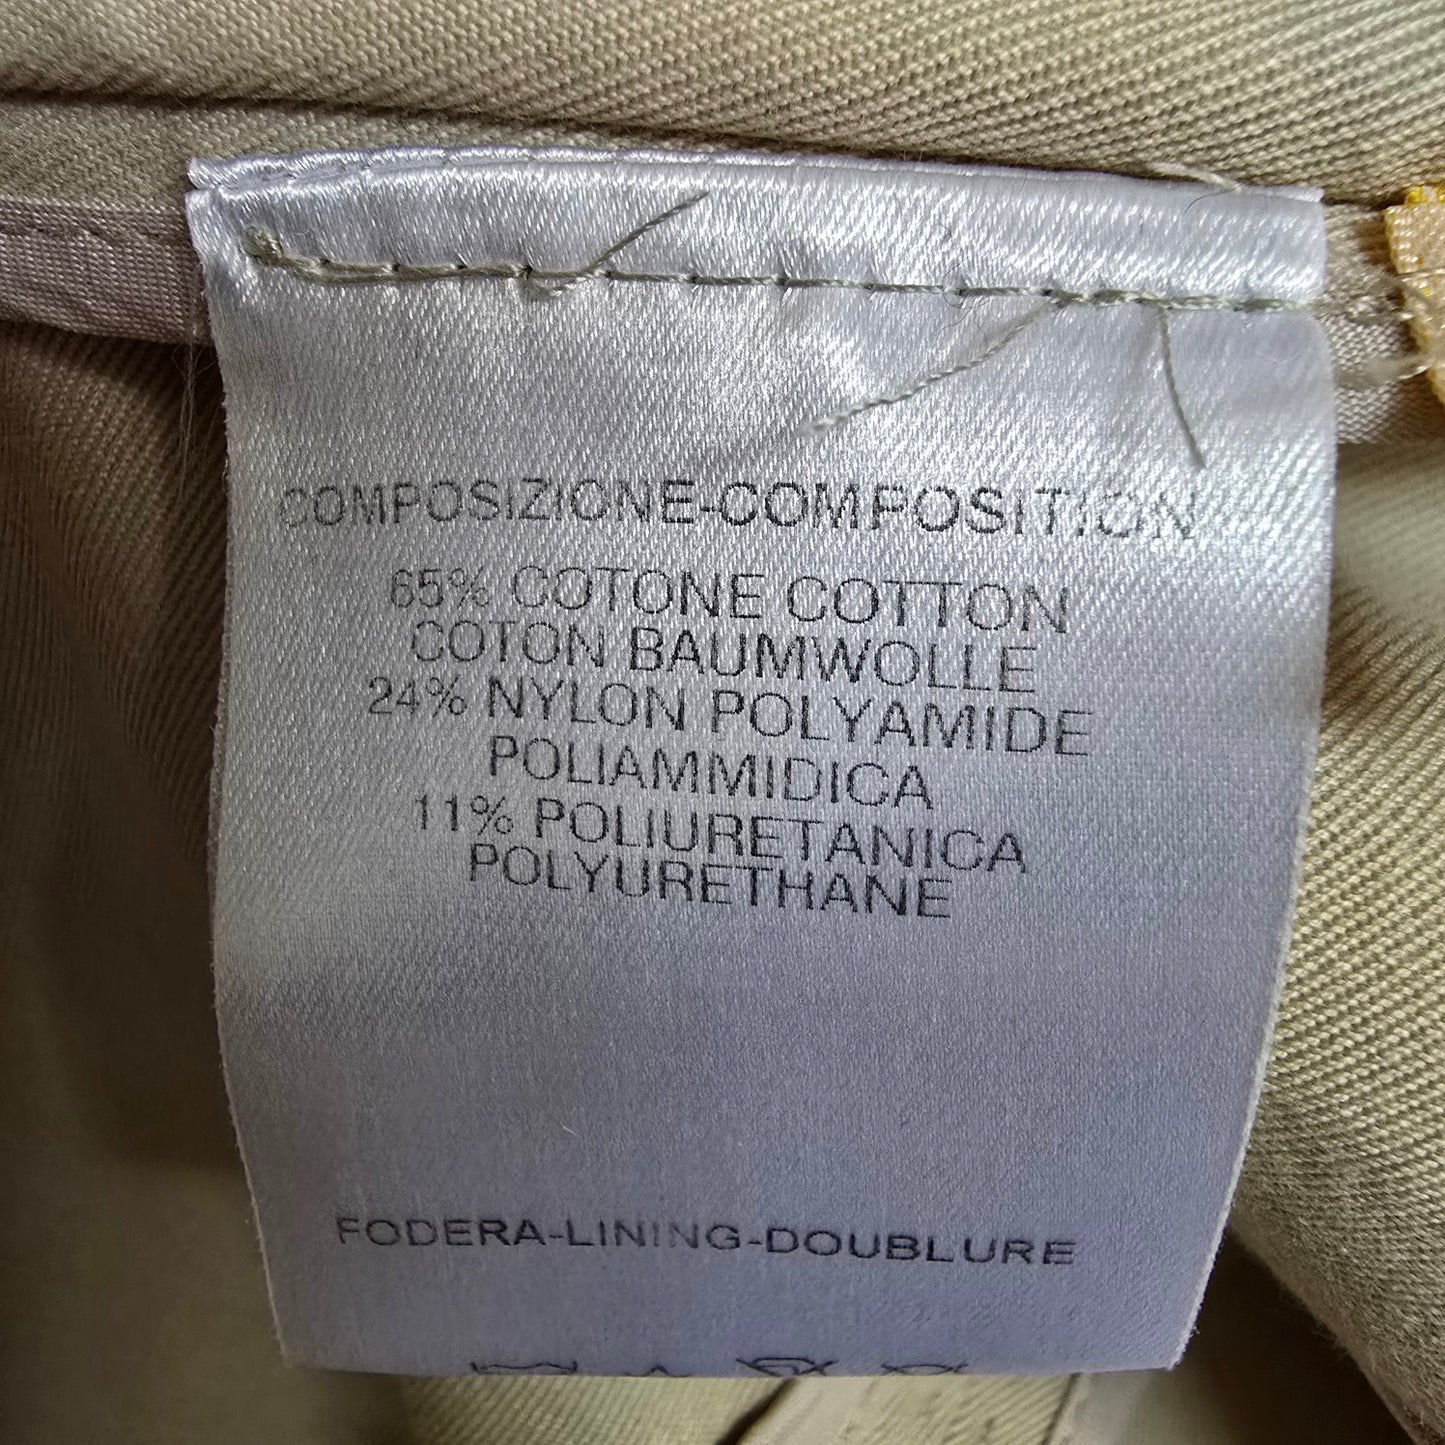 COMPOSIZIONE-COMPOSITION
65% COTONE COTTON
COTON BAUMWOLLE
24% NYLON POLYAMIDE
POLIAMMIDICA
11% POLIURETANICA
POLYURETHANE
FODERA-LINING-DOUBLURE